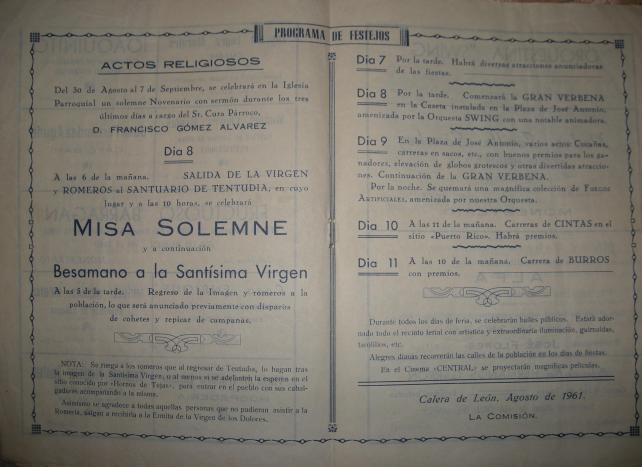 PROGRAMA DE FESTEJOS
ACTOS RELIGIOSOS
Del 30 de Agosto al 7 de Septiembre, se celebrará en la Iglesia
Parroquial un solemne Novenario con sermón durante los tres
últimos días a cargo del Sr. Cura Párroco,
D. FRANCISCO GÓMEZ ALVAREZ
Día 8
A las 6 de la mañana. SALIDA DE LA VIRGEN
y ROMEROS al SANTUARIO DE TENTUDIA, en cuyo
lugar y a las 10 horas, se celebrará
MISA SOLEMNE
y a continuación
Besamano a la Santísima Virgen
A las 5 de la tarde. Regreso de la Imagen y romeros a la
población, lo que será anunciado previamente con disparos
de cohetes y repicar de campanas.
NOTA: Se ruega a los romeros que al regresar de Tentudía, lo hagan tras
la imagen de la Santísima Virgen, o al menos si se adelantan la esperen en el
sitio conocido por «Hornos de Tejas», para entrar en el pueblo con sus cabal-
gaduras acompañando a la misma.
Asimismo se agradece a todas aquellas personas que no pudieran asistir a la
Romería, salgan a recibirla a la Ermita de la Virgen de los Dolores.
Día 7 Por la tarde. Habrá diversas atracciones anunciadoras
de las fiestas.
Día 8 Por la tarde. Comenzará la GRAN VERBENA
en la Caseta instalada en la Plaza de José Antonio,
amenizada por la Orquesta SWING con una notable animadora.
Día 9 En la Plaza de José Antonio, varios actos: Cucañas,
carreras en sacos, etc., con buenos premios para los ga-
nadores, elevación de globos grotescos y otras divertidas atraccio-
nes. Continuación de la GRAN VERBENA.
Por la noche. Se quemará una magnífica colección de FUEGOS
ARTIFICIALES, amenizada por nuestra Orquesta.
Día 10 A las 11 de la mañana. Carreras de CINTAS en el
sitio «Puerto Rico». Habrá premios.
Día 11 A las 10 de la mañana. Carrera de BURROS
con premios.
Durante todos los días de feria, se celebrarán bailes públicos. Estará ador-
nado todo el recinto ferial con artística y extraordinaria iluminación, guirnaldas,
farolillos, etc.
Alegres dianas recorrerán las calles de la población en los días de fiestas.
En el Cinema «CENTRAL» se proyectarán magníficas películas.
Calera de León, Agosto de 1961.
LA COMISIÓN.